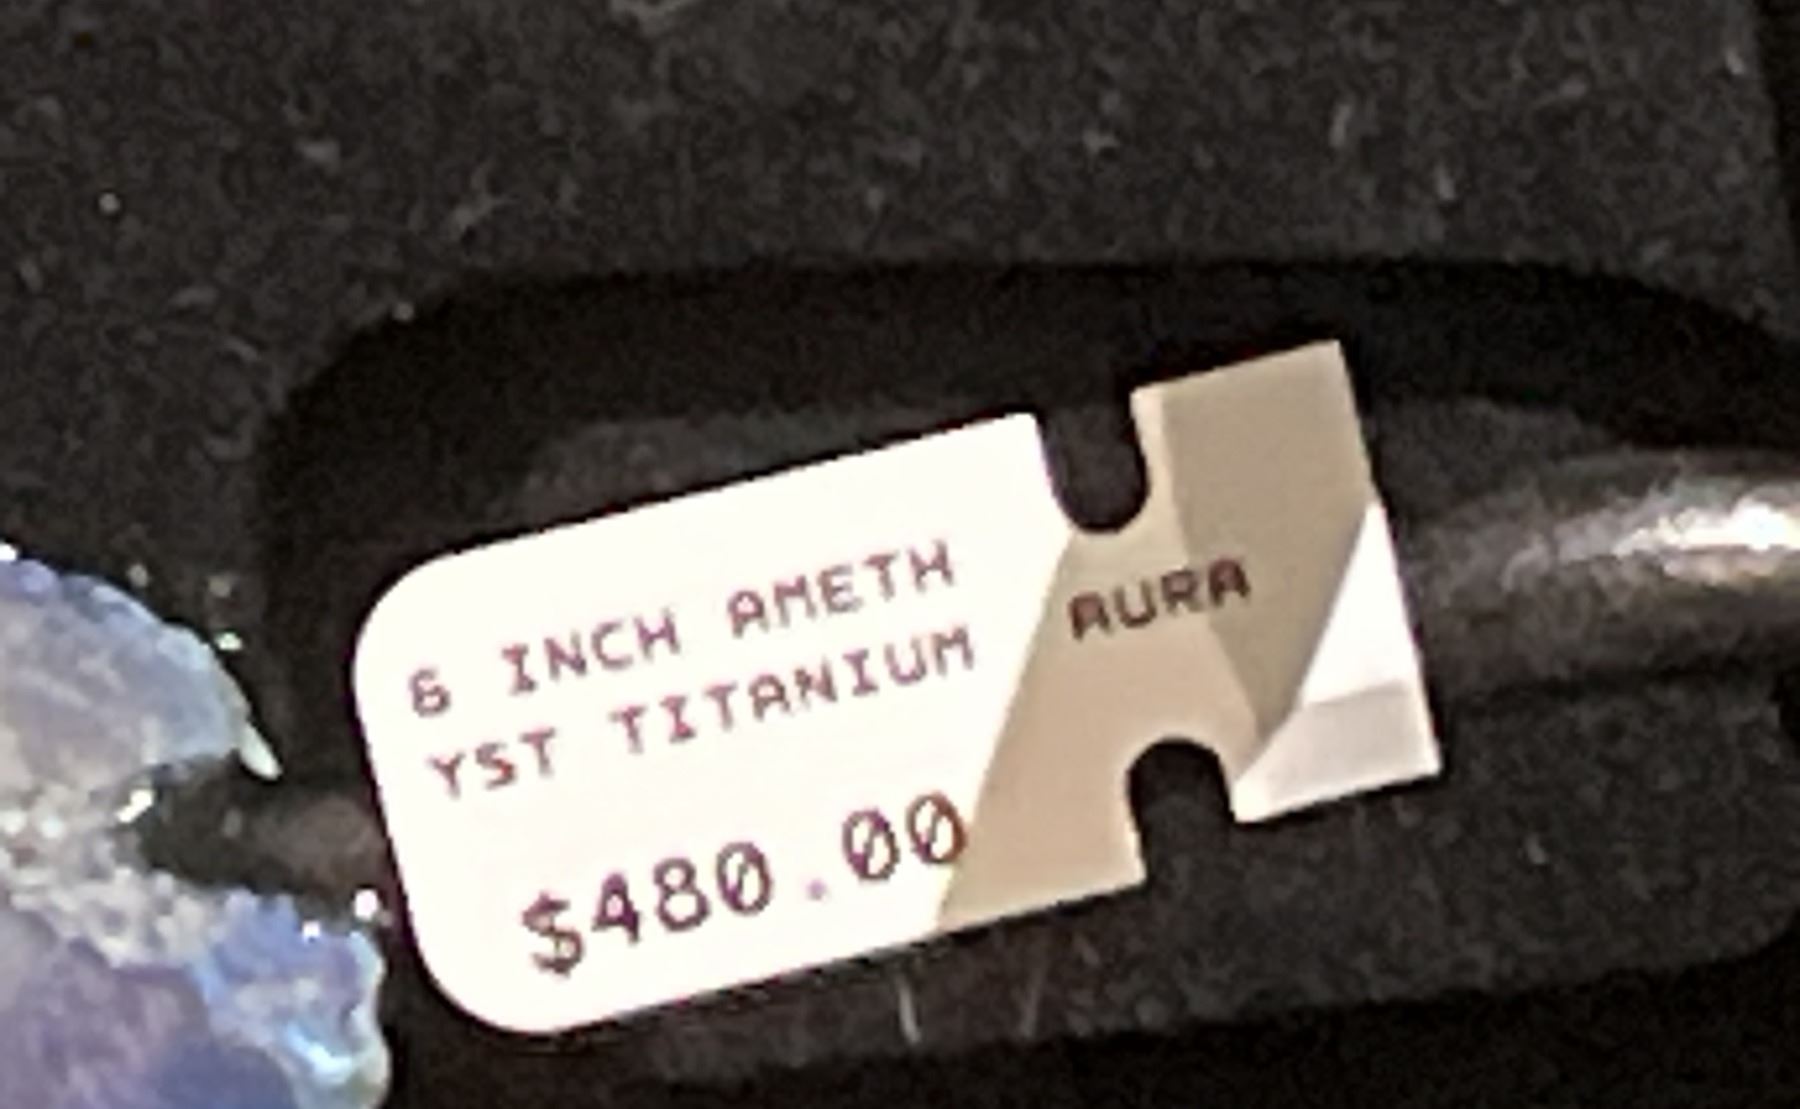 6 INCH AMETH
YST TITANIUM
AURA
$480.00